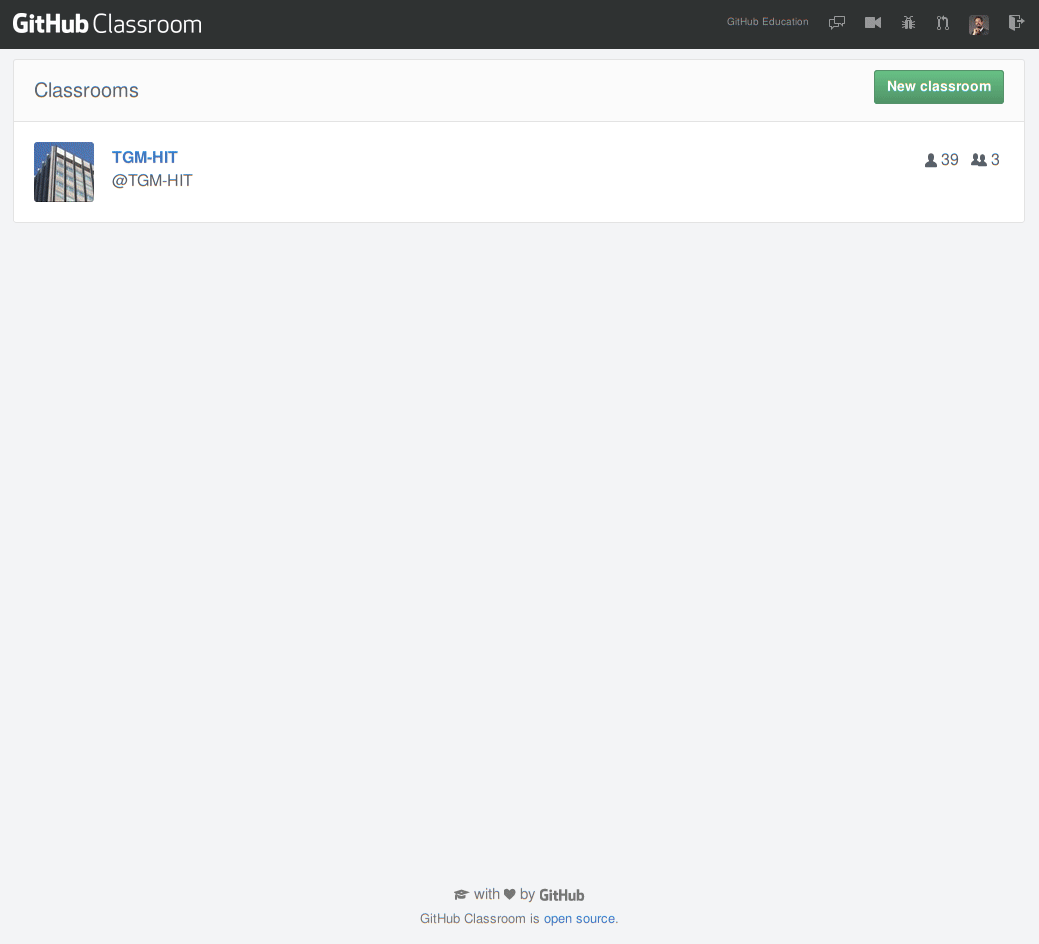 GitHub Classroom
GitHub Education
Classrooms
New classroom
TGM-HIT
@TGM-HIT
39 3
with by GitHub
GitHub Classroom is open source.